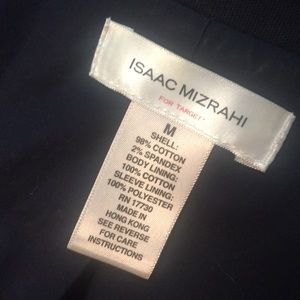 ISAAC MIZRAHI
FOR TARGET
M
SHELL:
98% COTTON
2% SPANDEX
BODY LINING:
100% COTTON
SLEEVE LINING:
100% POLYESTER
RN 17730
MADE IN
HONG KONG
SEE REVERSE
FOR CARE
INSTRUCTIONS